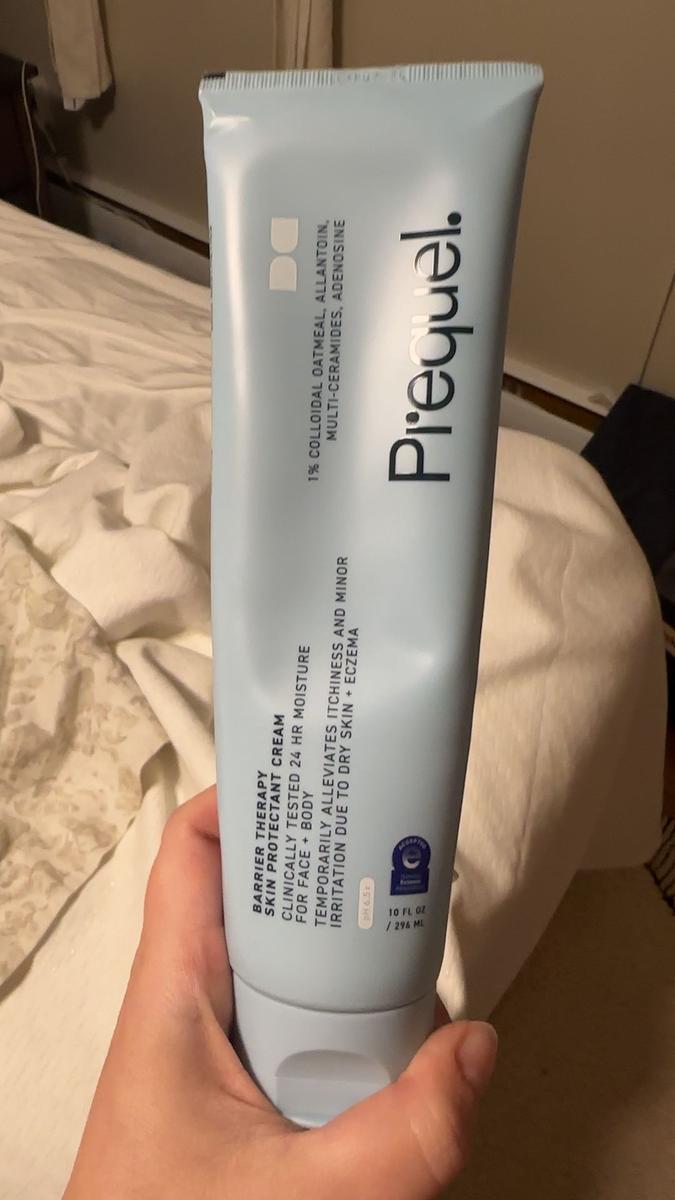 Prequel.
1% COLLOIDAL OATMEAL, ALLANTOIN,
MULTI-CERAMIDES, ADENOSINE
BARRIER THERAPY
SKIN PROTECTANT CREAM
CLINICALLY TESTED 24 HR MOISTURE
FOR FACE + BODY
TEMPORARILY ALLEVIATES ITCHINESS AND MINOR
IRRITATION DUE TO DRY SKIN + ECZEMA
ACCEPTED
10 FL OZ
/ 296 ML